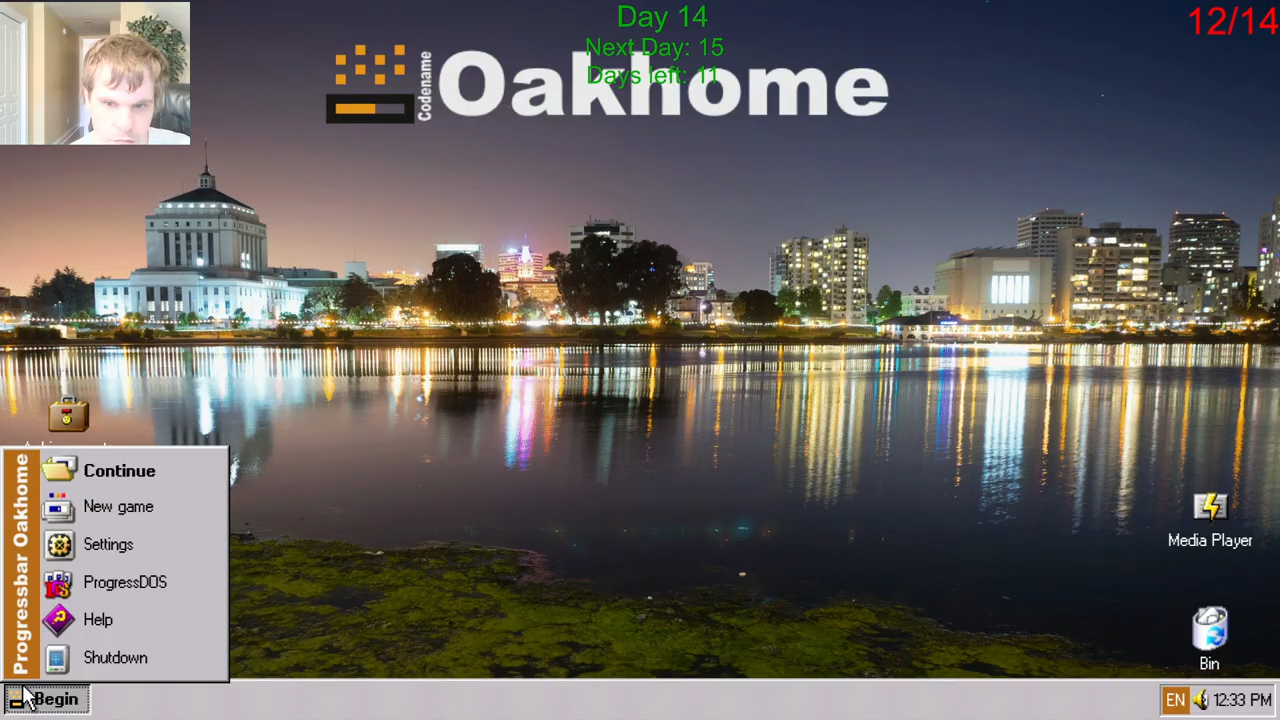 Day 14
12/14
Next Day: 15
Days left: 11
Codename
Oakhome
Progressbar Oakhome
Continue
New game
Settings
ProgressDOS
Help
Shutdown
Media Player
Bin
Begin
EN
12:33 PM